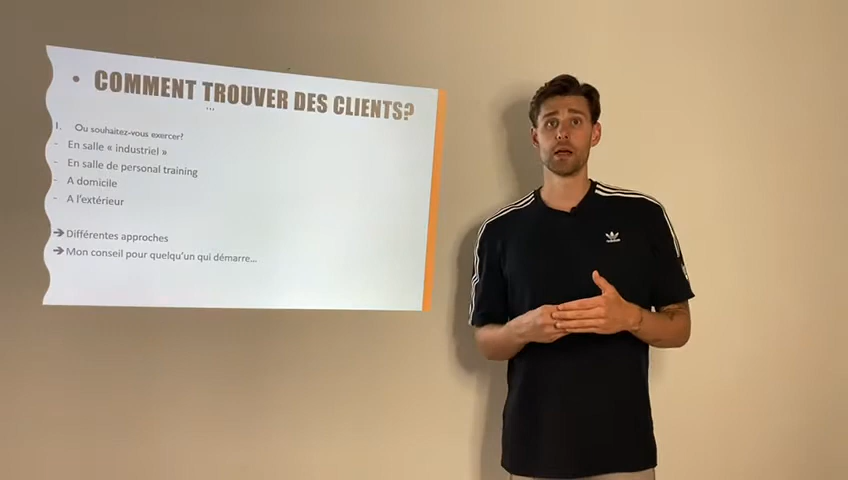 • COMMENT TROUVER DES CLIENTS?
...
I. Ou souhaitez-vous exercer?
- En salle « industriel »
- En salle de personal training
- A domicile
- A l'extérieur
➔ Différentes approches
➔ Mon conseil pour quelqu'un qui démarre...
adidas